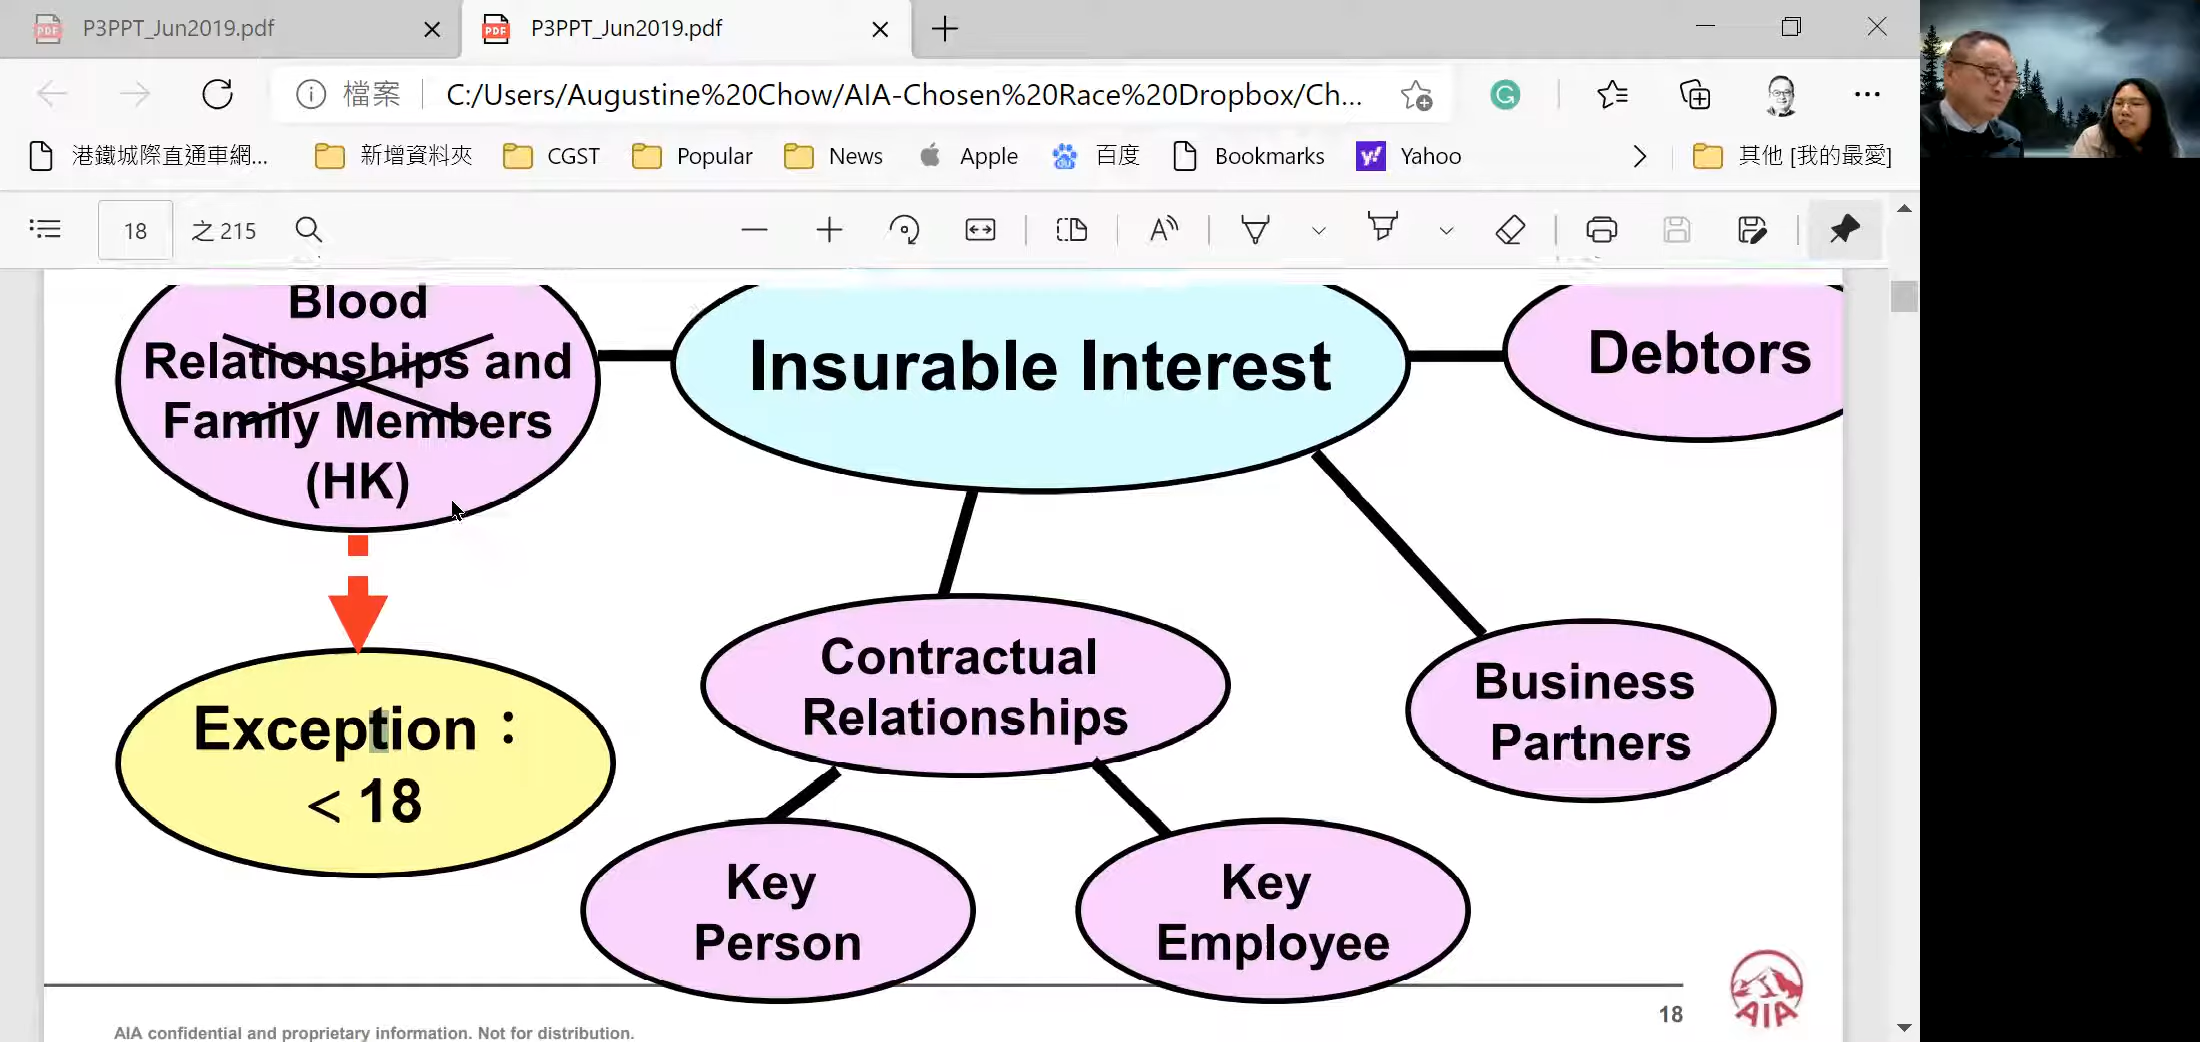 P3PPT_Jun2019.pdf
P3PPT_Jun2019.pdf
檔案
C:/Users/Augustine%20Chow/AIA-Chosen%20Race%20Dropbox/Ch...
港鐵城際直通車網...
新增資料夾
CGST
Popular
News
Apple
百度
Bookmarks
Yahoo
其他 [我的最愛]
18
之 215
Blood
Relationships and
Family Members
(HK)
Insurable Interest
Debtors
Exception：
< 18
Contractual
Relationships
Business
Partners
Key
Person
Key
Employee
18
AIA
AIA confidential and proprietary information. Not for distribution.